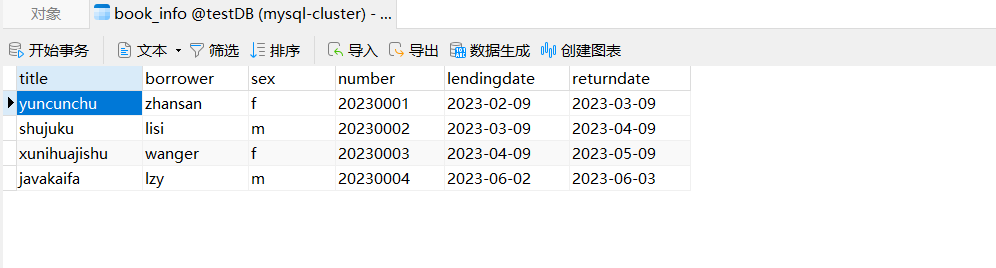 对象 book_info @testDB (mysql-cluster) - ...
开始事务 文本 筛选 排序 导入 导出 数据生成 创建图表
title borrower sex number lendingdate returndate
yuncunchu zhansan f 20230001 2023-02-09 2023-03-09
shujuku lisi m 20230002 2023-03-09 2023-04-09
xunihuajishu wanger f 20230003 2023-04-09 2023-05-09
javakaifa lzy m 20230004 2023-06-02 2023-06-03